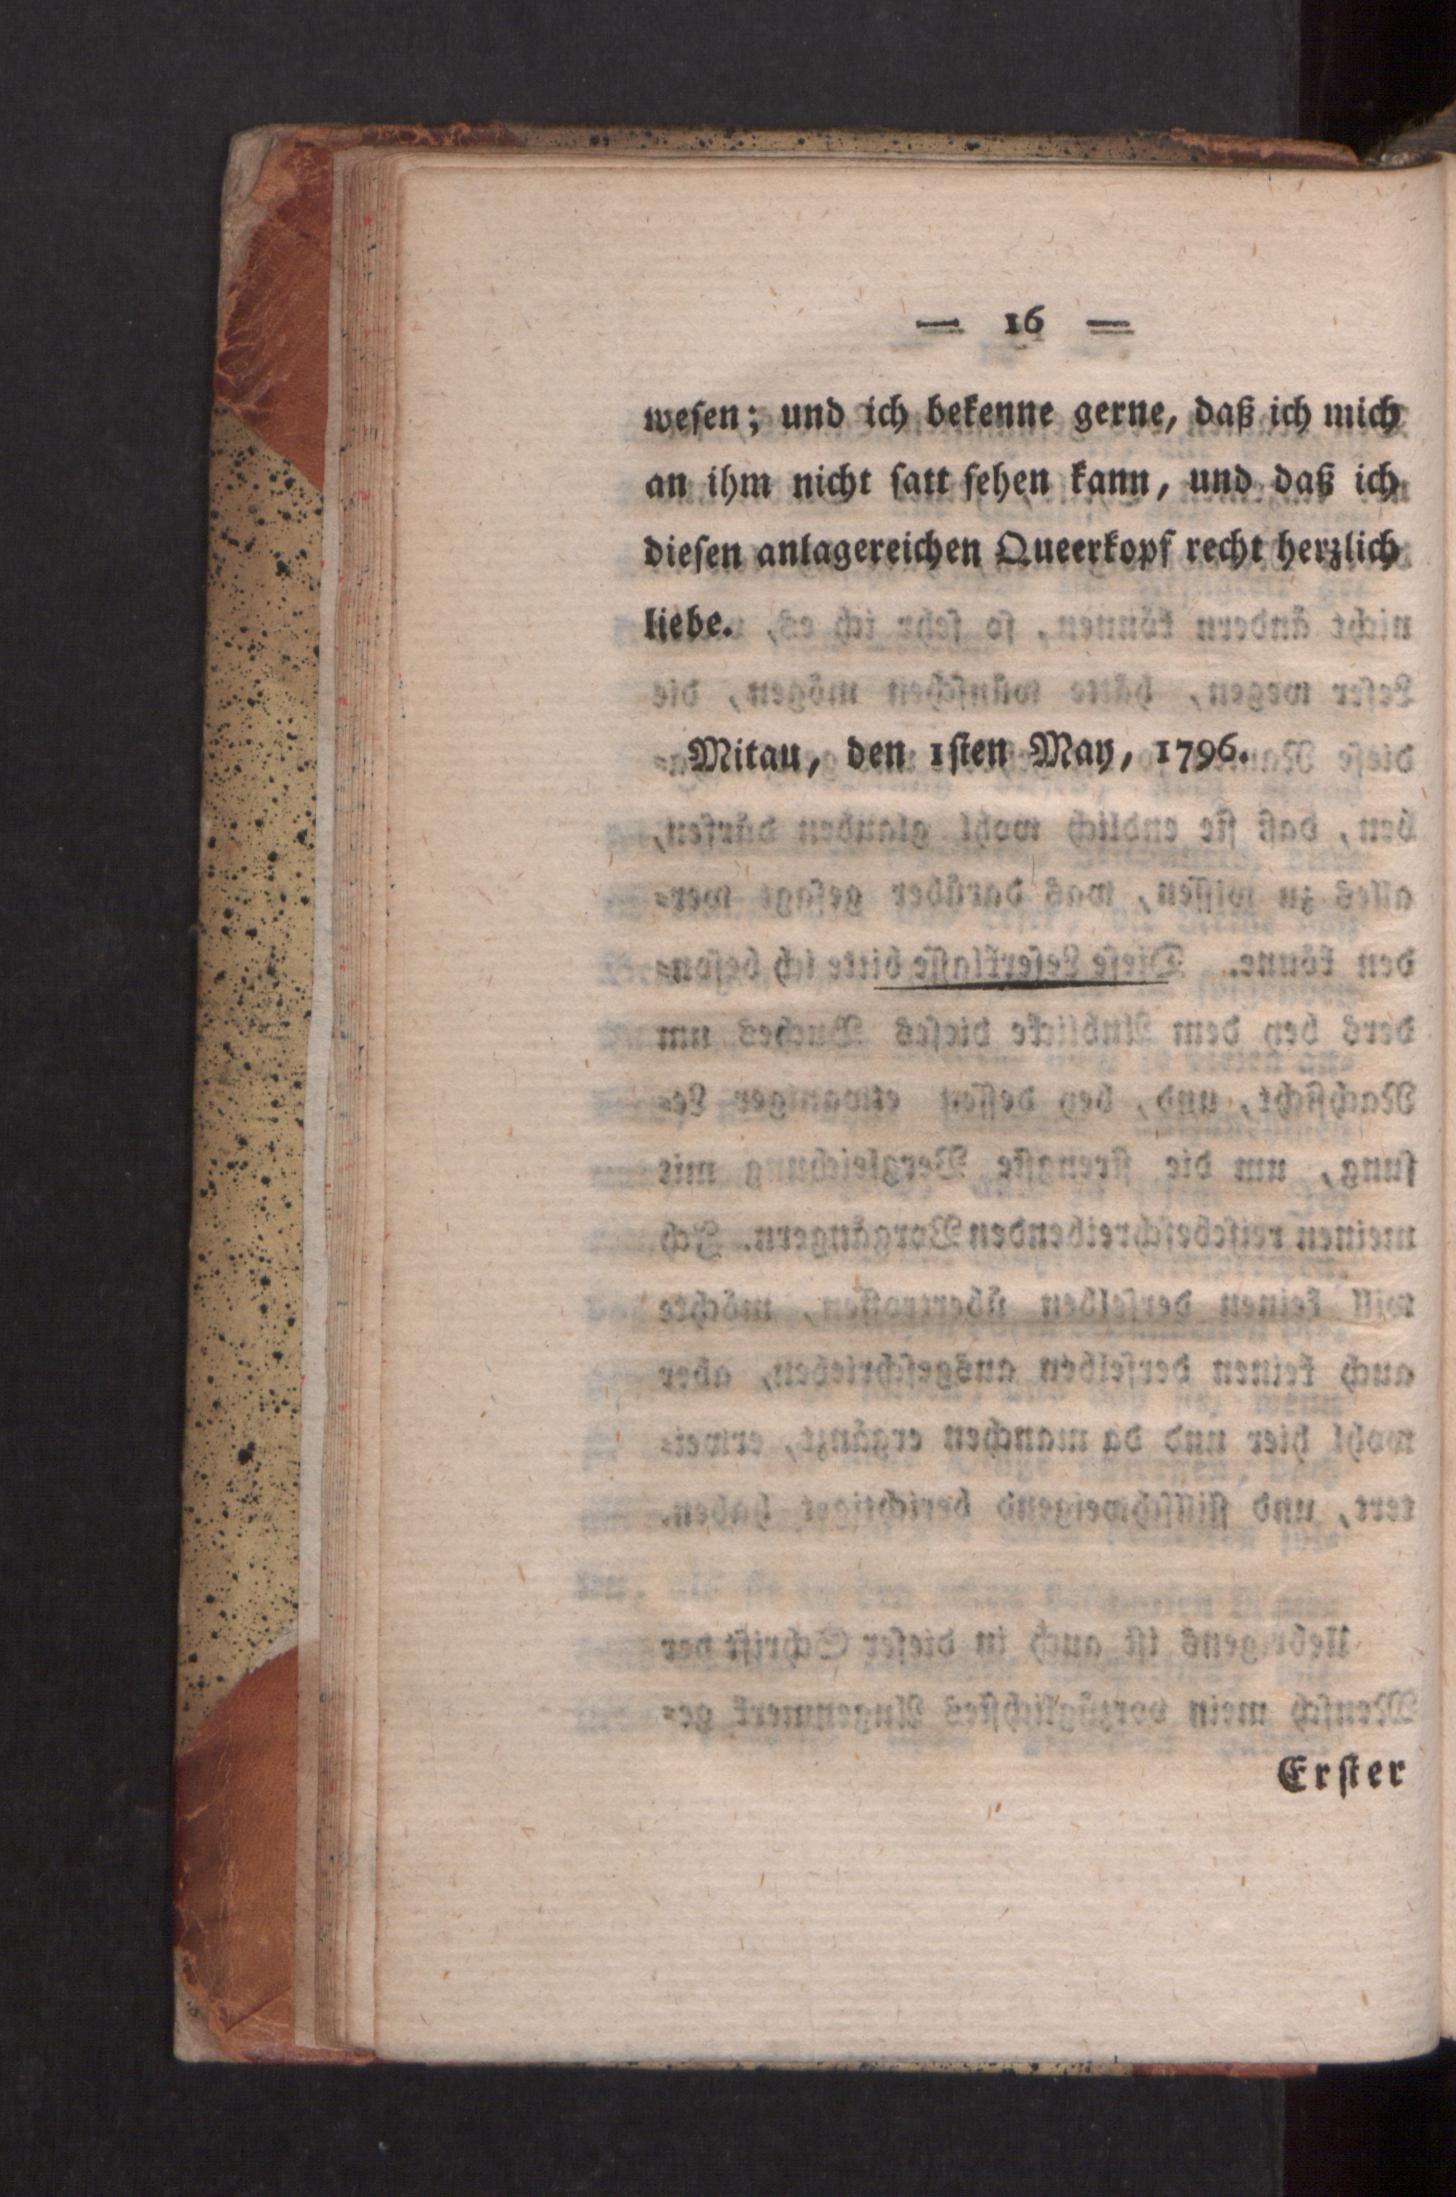 — 16 —
weſen; und ich bekenne gerne, daß ich mich
an ihm nicht ſatt ſehen kann, und daß ich
dieſen anlagereichen Queerkopf recht herzlich
liebe.
Mitau, den 1ſten May, 1796.
Erſter